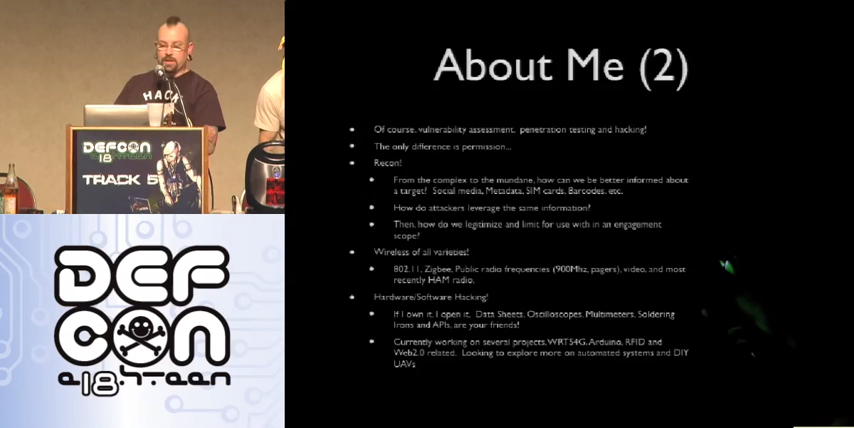 About Me (2)
Of course, vulnerability assessment, penetration testing and hacking!
The only difference is permission...
Recon!
From the complex to the mundane, how can we be better informed about
a target? Social media, Metadata, SIM cards, Barcodes, etc.
How do attackers leverage the same information?
Then, how do we legitimize and limit for use with in an engagement
scope?
Wireless of all varieties!
802.11, Zigbee, Public radio frequencies (900Mhz, pagers), video, and most
recently HAM radio.
Hardware/Software Hacking!
If I own it, I open it. Data Sheets, Oscilloscopes, Multimeters, Soldering
Irons and APIs, are your friends!
Currently working on several projects, WRT54G, Arduino, RFID and
Web2.0 related. Looking to explore more on automated systems and DIY
UAVs
HACK
DEFCON
18
TRACK 5
DEF
CON
e18hteen